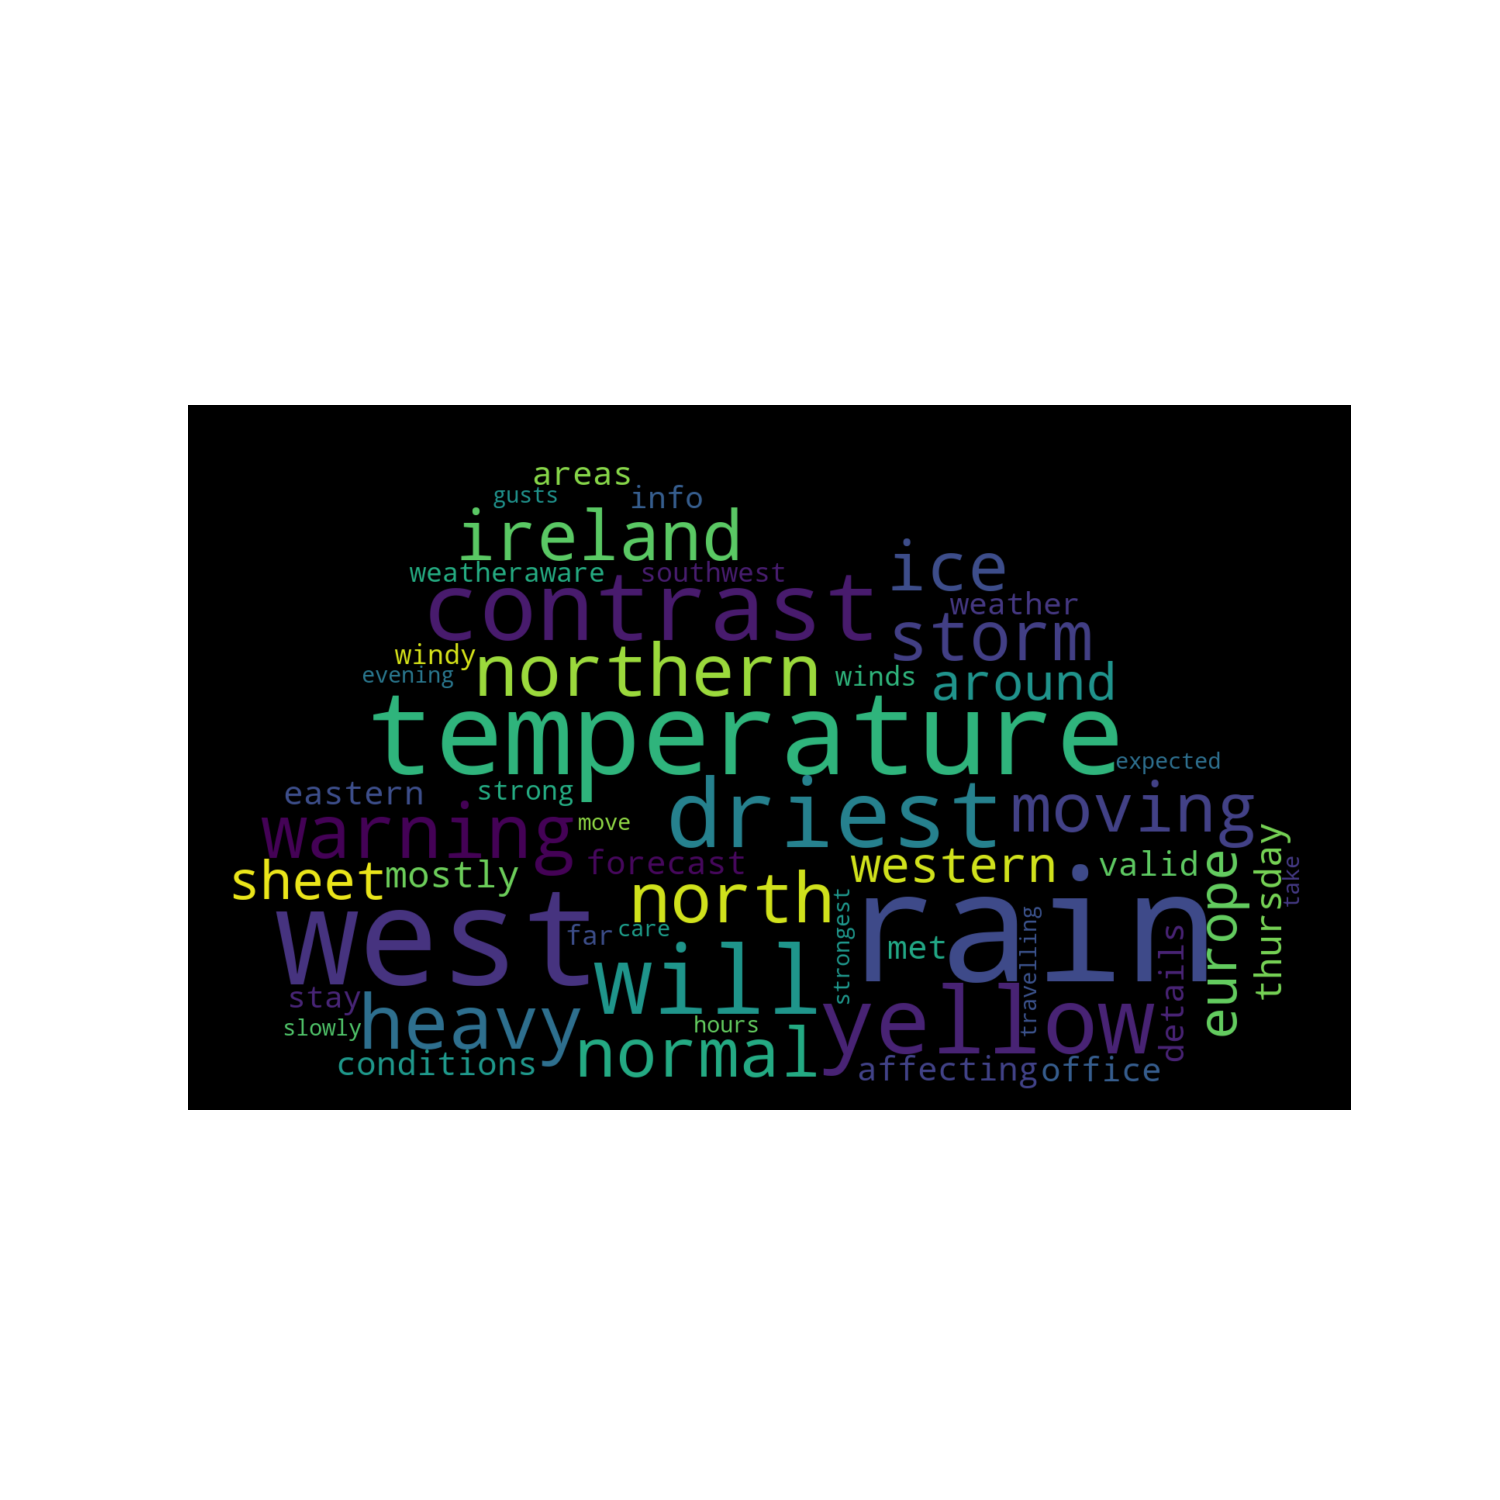 areas
gusts
info
ireland
ice
weatheraware
southwest
contrast
weather
storm
windy
northern
winds
around
evening
temperature
expected
eastern
strong
driest
moving
warning
move
forecast
western
valid
thursday
sheet
mostly
north
europe
take
west
far
care
rain
strongest
met
travelling
details
will
stay
heavy
yellow
slowly
hours
normal
conditions
affecting
office